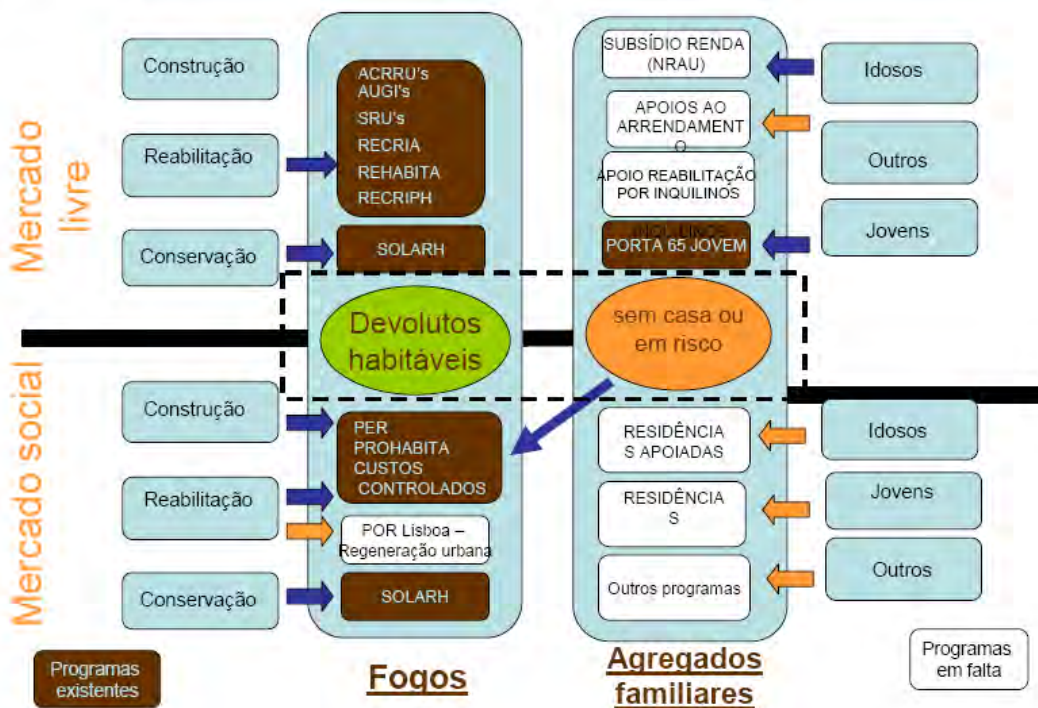 Mercado livre
Construção
Reabilitação
Conservação
ACRRU's
AUGI's
SRU's
RECRIA
REHABITA
RECRIPH
SOLARH
SUBSÍDIO RENDA
(NRAU)
APOIOS AO
ARRENDAMENT
O
APOIO REABILITAÇÃO
POR INQUILINOS
INQUILINOS
PORTA 65 JOVEM
Idosos
Outros
Jovens
Devolutos
habitáveis
sem casa ou
em risco
Mercado social
Construção
Reabilitação
Conservação
PER
PROHABITA
CUSTOS
CONTROLADOS
POR Lisboa –
Regeneração urbana
SOLARH
RESIDÊNCIA
S APOIADAS
RESIDÊNCIA
S
Outros programas
Idosos
Jovens
Outros
Programas
existentes
Fogos
Agregados
familiares
Programas
em falta